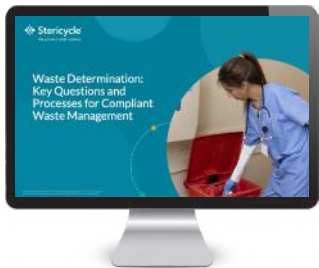 Stericycle
Waste Determination:
Key Questions and
Processes for Compliant
Waste Management